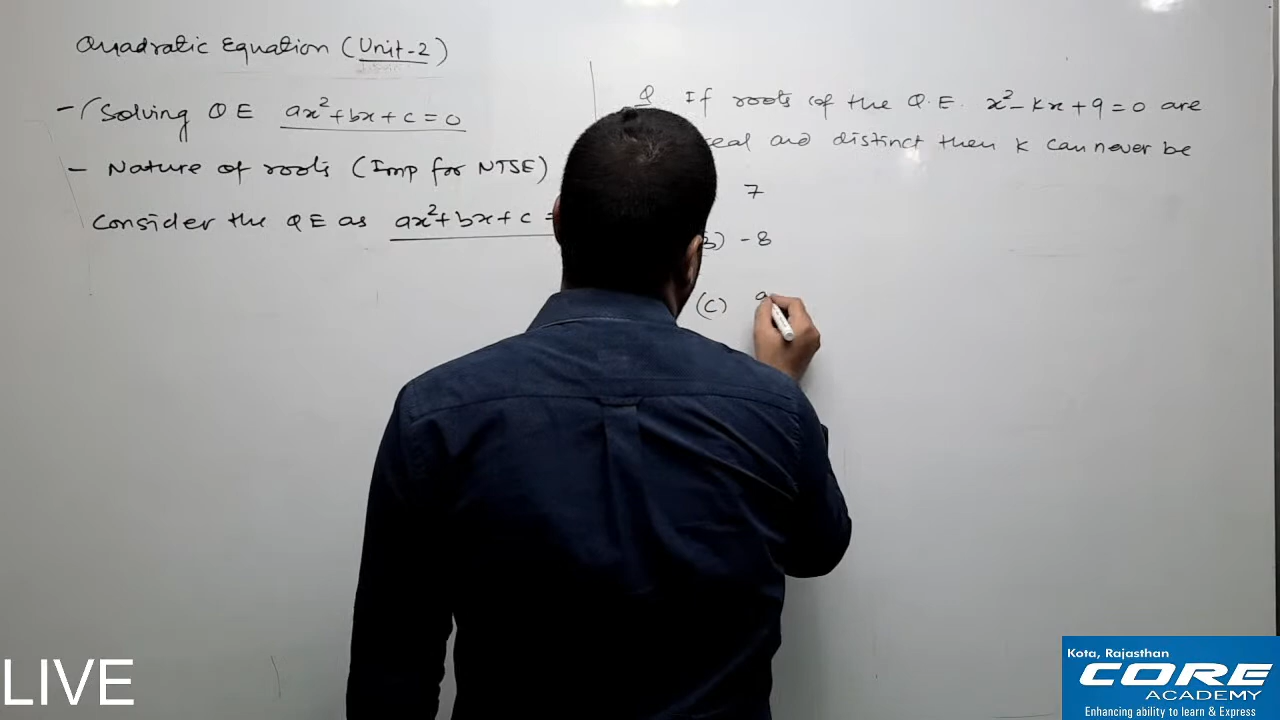 Quadratic Equation (Unit-2)
- Solving QE ax²+bx+c=0
- Nature of roots (Imp for NTSE)
Consider the QE as ax²+bx+c =
Q If roots of the Q.E. x²-kx+9=0 are
real and distinct then k can never be
7
B) -8
(C)
LIVE
Kota, Rajasthan
CORE
ACADEMY
Enhancing ability to learn & Express